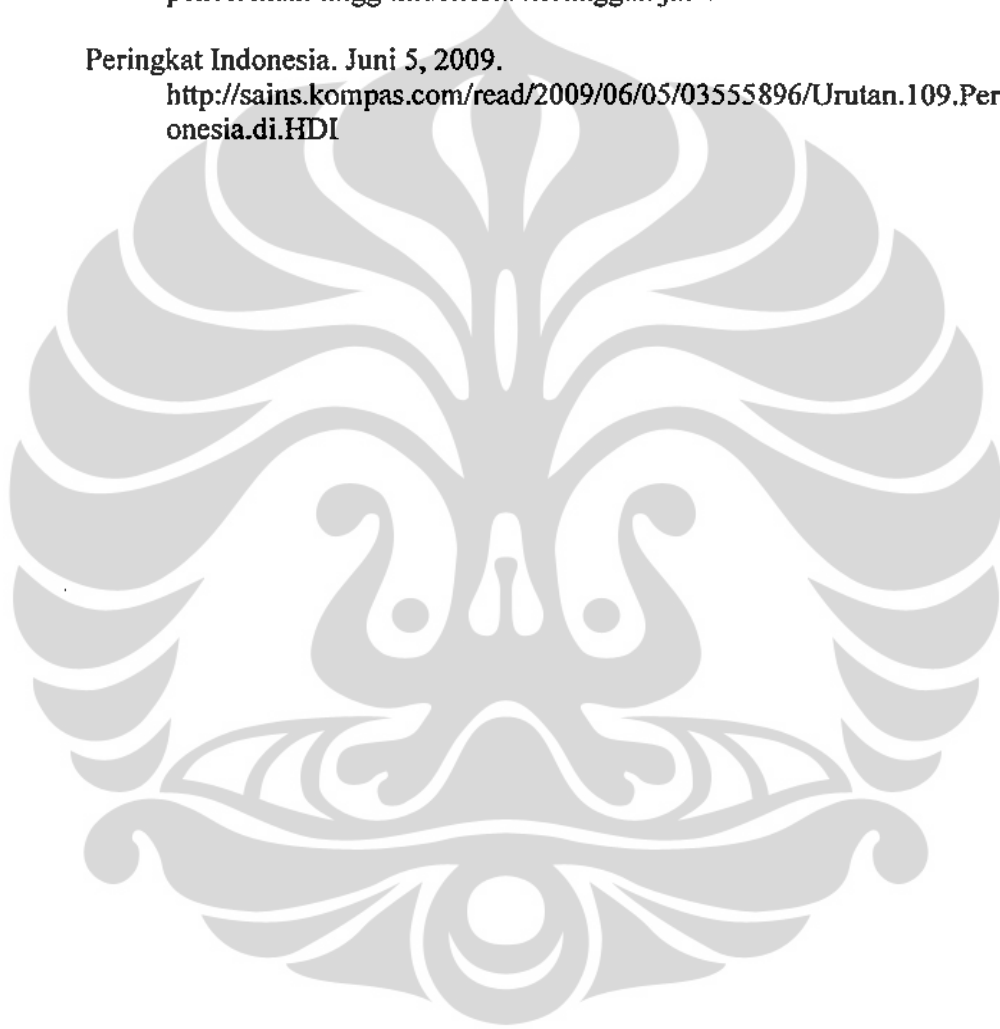 Peringkat Indonesia. Juni 5, 2009.
http://sains.kompas.com/read/2009/06/05/03555896/Urutan.109.Per
onesia.di.HDI